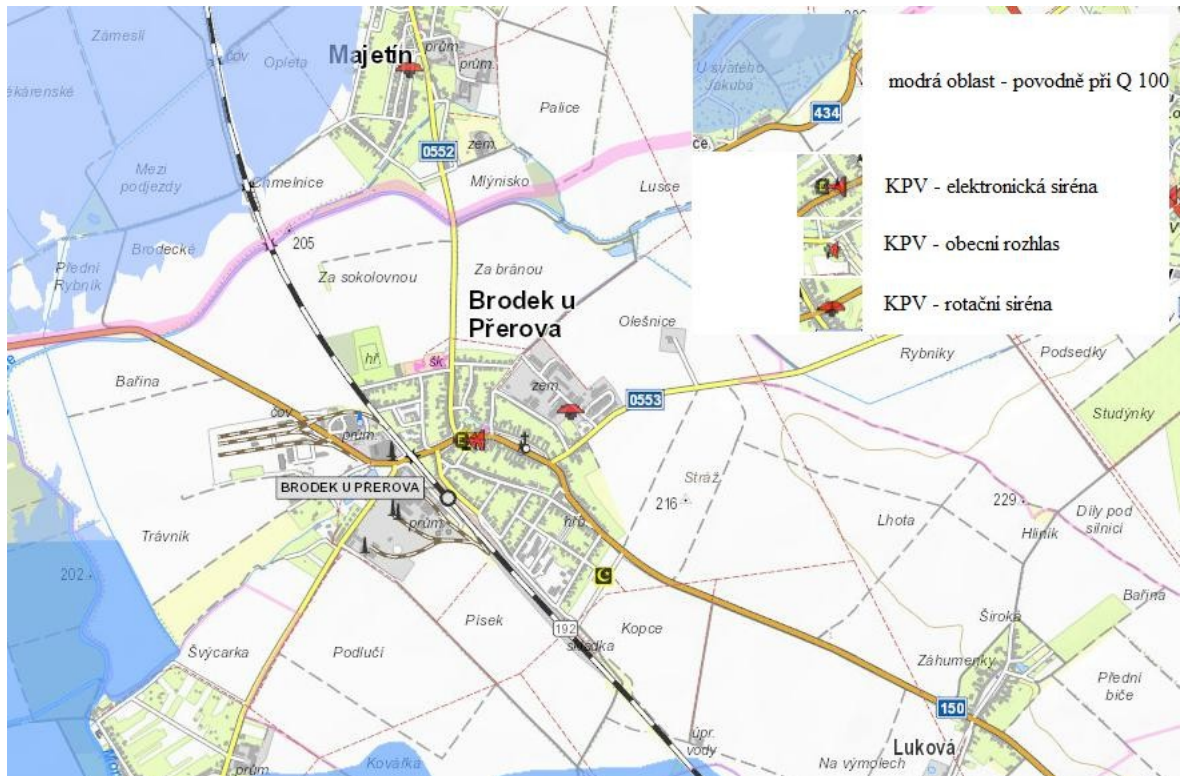 Zámeslí
čov
Opleta
Majetín
prům.
prům.
Palice
0552
zem.
Mezi
podjezdy
Chmelnice
Mlýnisko
Lusce
Brodecké
205
Přední
Rybník
Za sokolovnou
Za bránou
Brodek u
Přerova
Olešnice
U svatého
Jakuba
434
modrá oblast - povodně při Q 100
KPV - elektronická siréna
KPV - obecní rozhlas
KPV - rotační siréna
Rybníky
Podsedky
Studýnky
Bařina
hř.
šk.
zem.
0553
čov
prům.
BRODEK U PŘEROVA
prům.
Stráž
216
hřb.
Lhota
229
Hliník
Díly pod
silnicí
Trávník
202
Písek
192
Kopce
skládka
Švýcarka
Podlučí
Široká
Bařina
Záhumenky
Přední
biče
150
Luková
úpr.
vody
Na výmolech
Kovářka
prům.